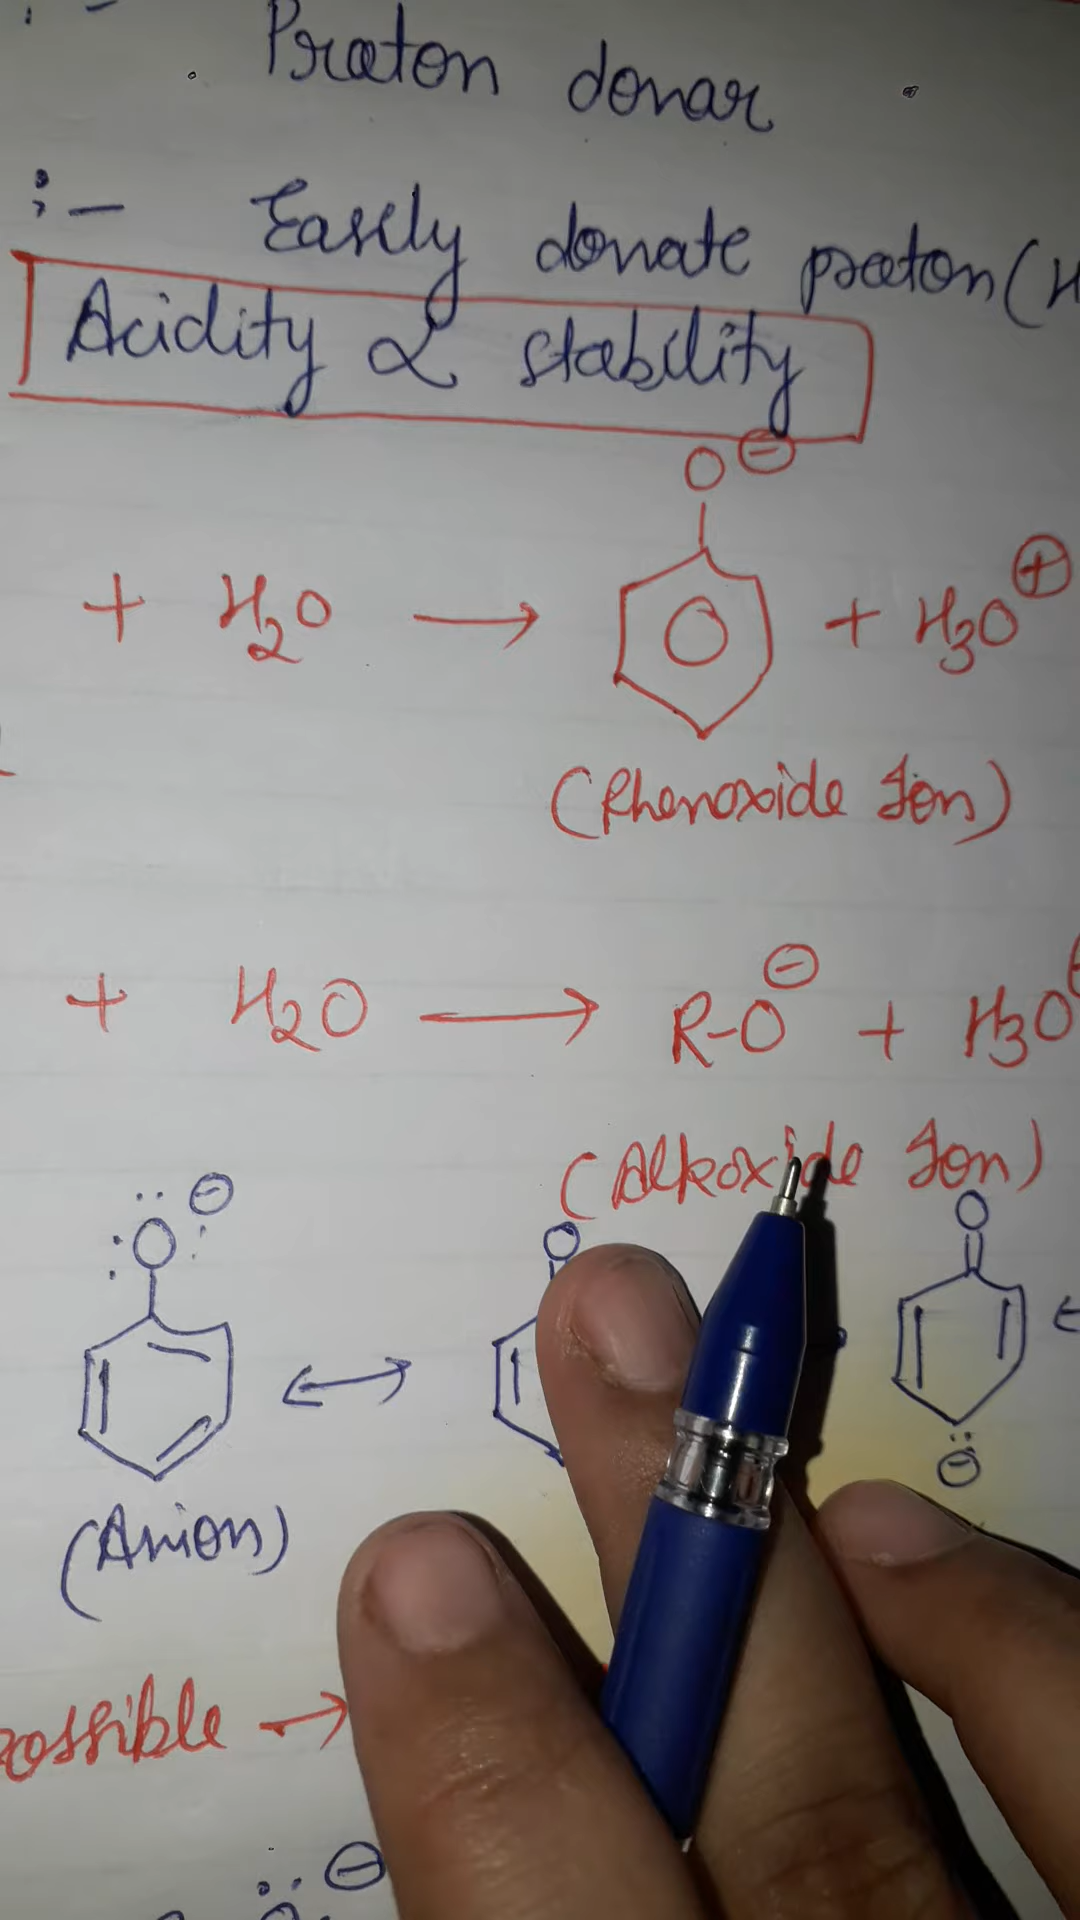 Proton donar
:- Easily donate proton (H
Acidity ∝ stability
O ⊖
+ H2O → + H3O ⊕
(Phenoxide Ion)
+ H2O → R-O ⊖ + H3O
(Alkoxide Ion)
O ⊖ ↔ O O
⊖
(Anion)
possible →
⊖